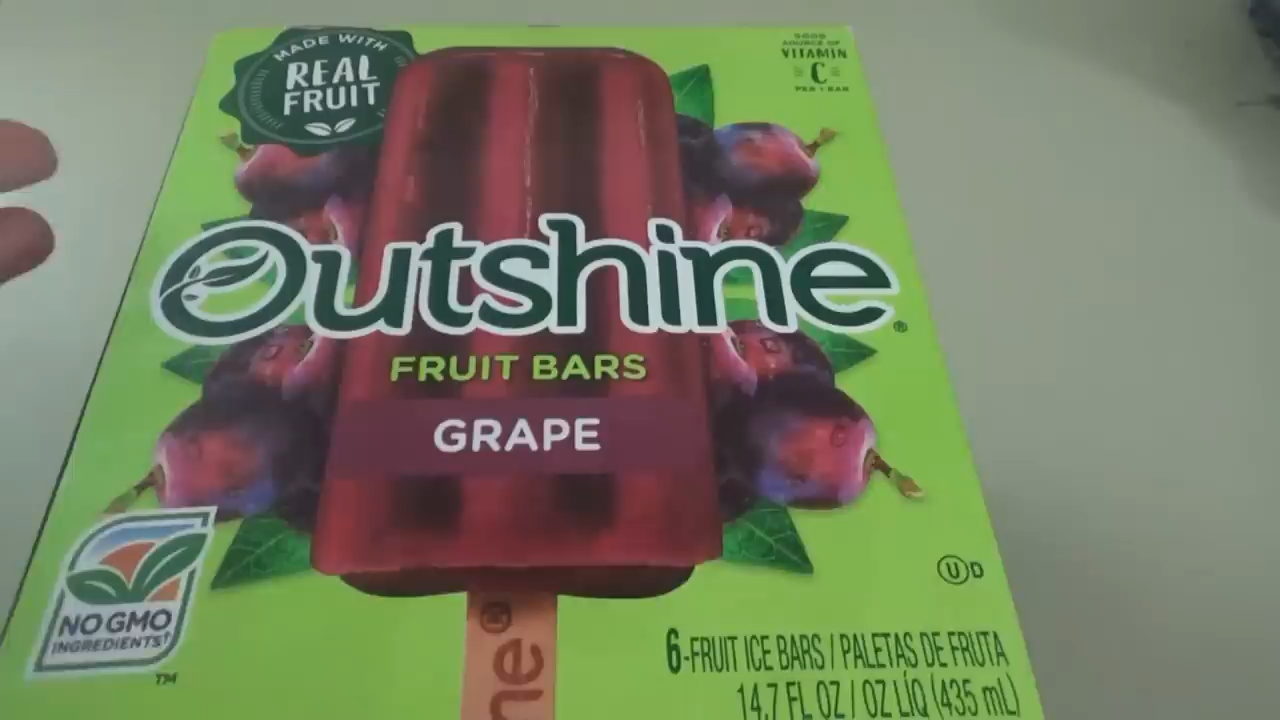 MADE WITH
REAL
FRUIT
GOOD
SOURCE OF
VITAMIN
C
PER 1 BAR
Outshine®
FRUIT BARS
GRAPE
NO GMO
INGREDIENTS†
™
U D
ne®
6-FRUIT ICE BARS / PALETAS DE FRUTA
14.7 FL OZ / OZ LÍQ (435 mL)